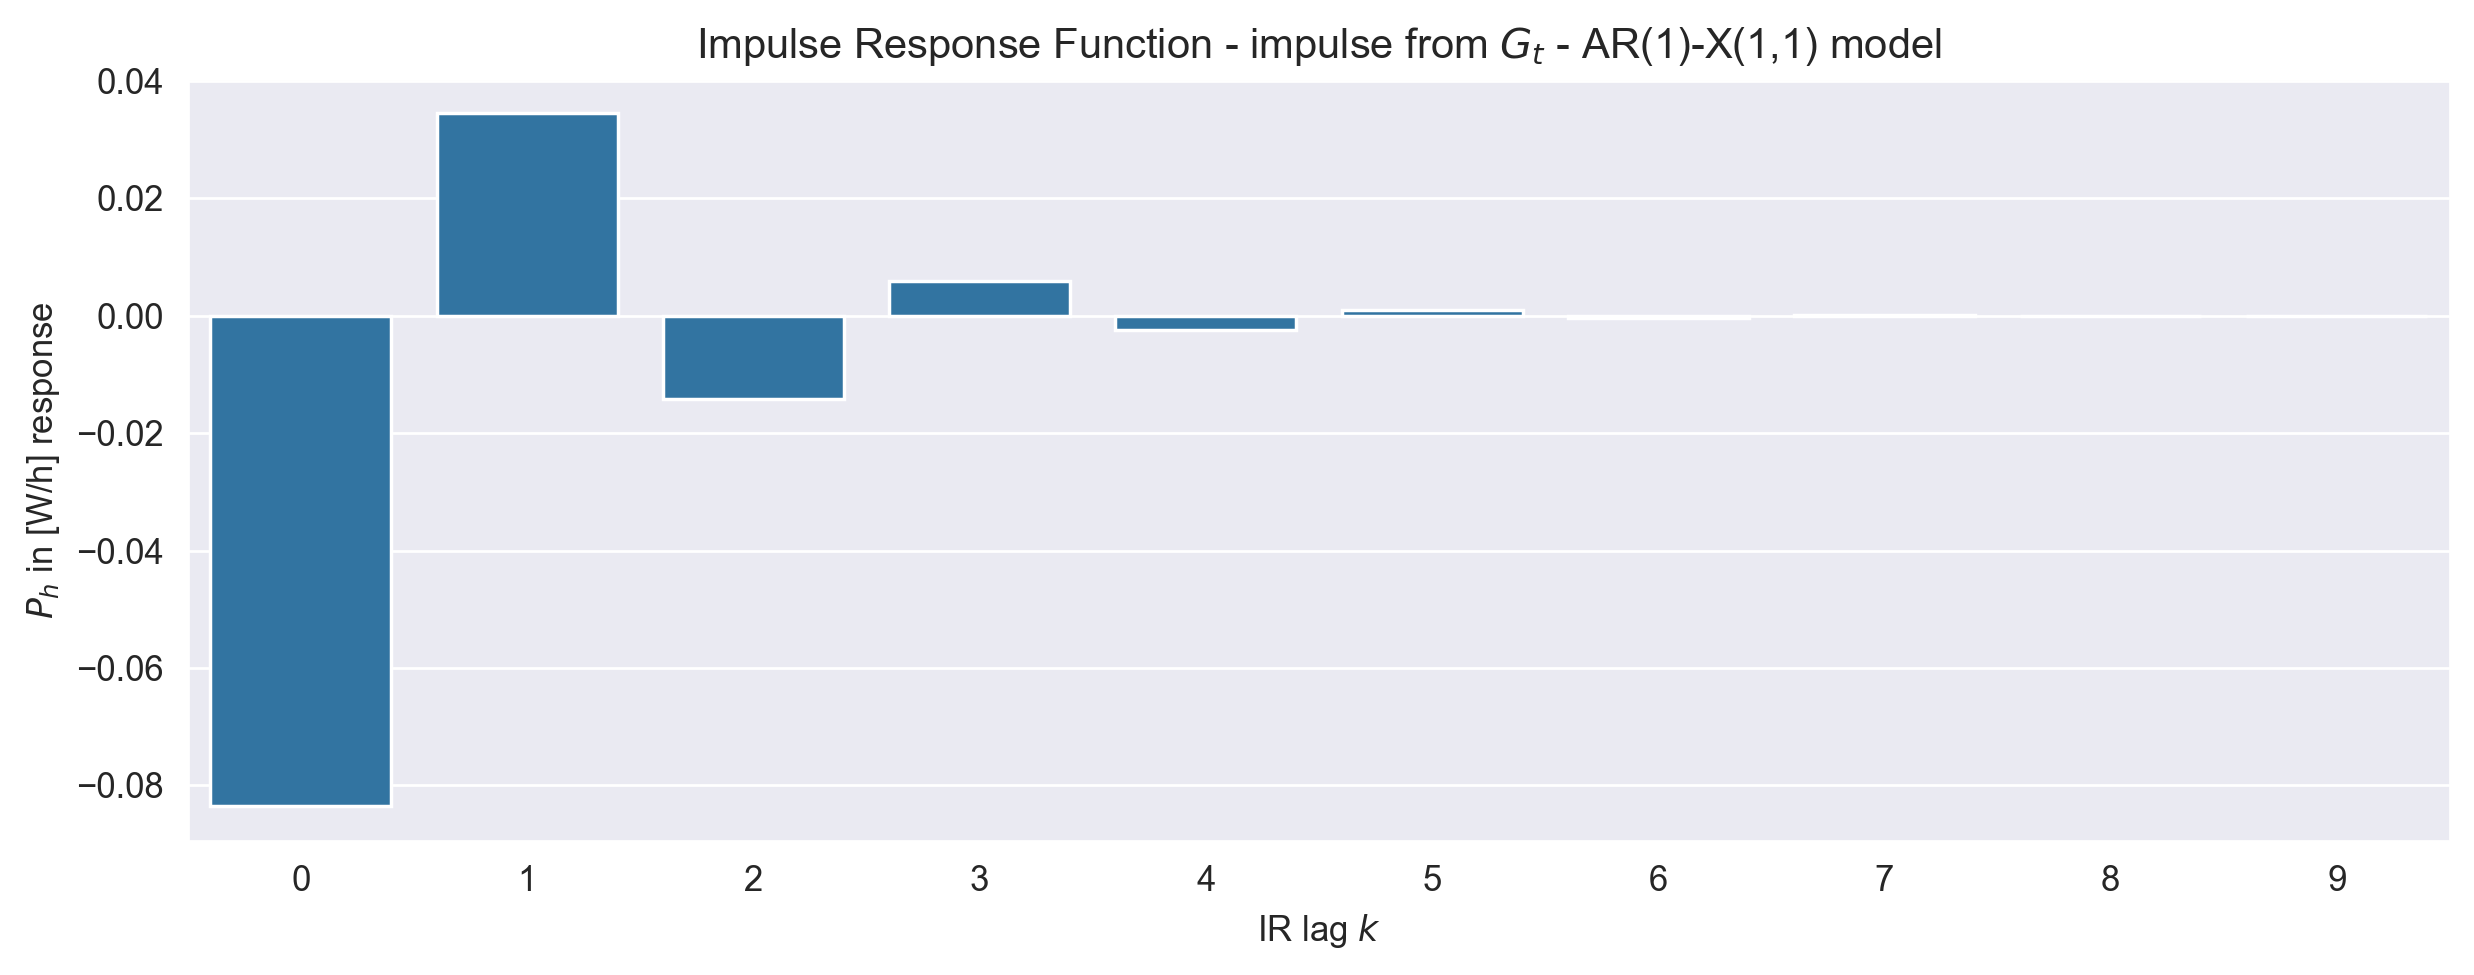 Impulse Response Function - impulse from Gₜ - AR(1)-X(1,1) model
0.04
0.02
0.00
−0.02
−0.04
−0.06
−0.08
Pₕ in [W/h] response
0 1 2 3 4 5 6 7 8 9
IR lag k